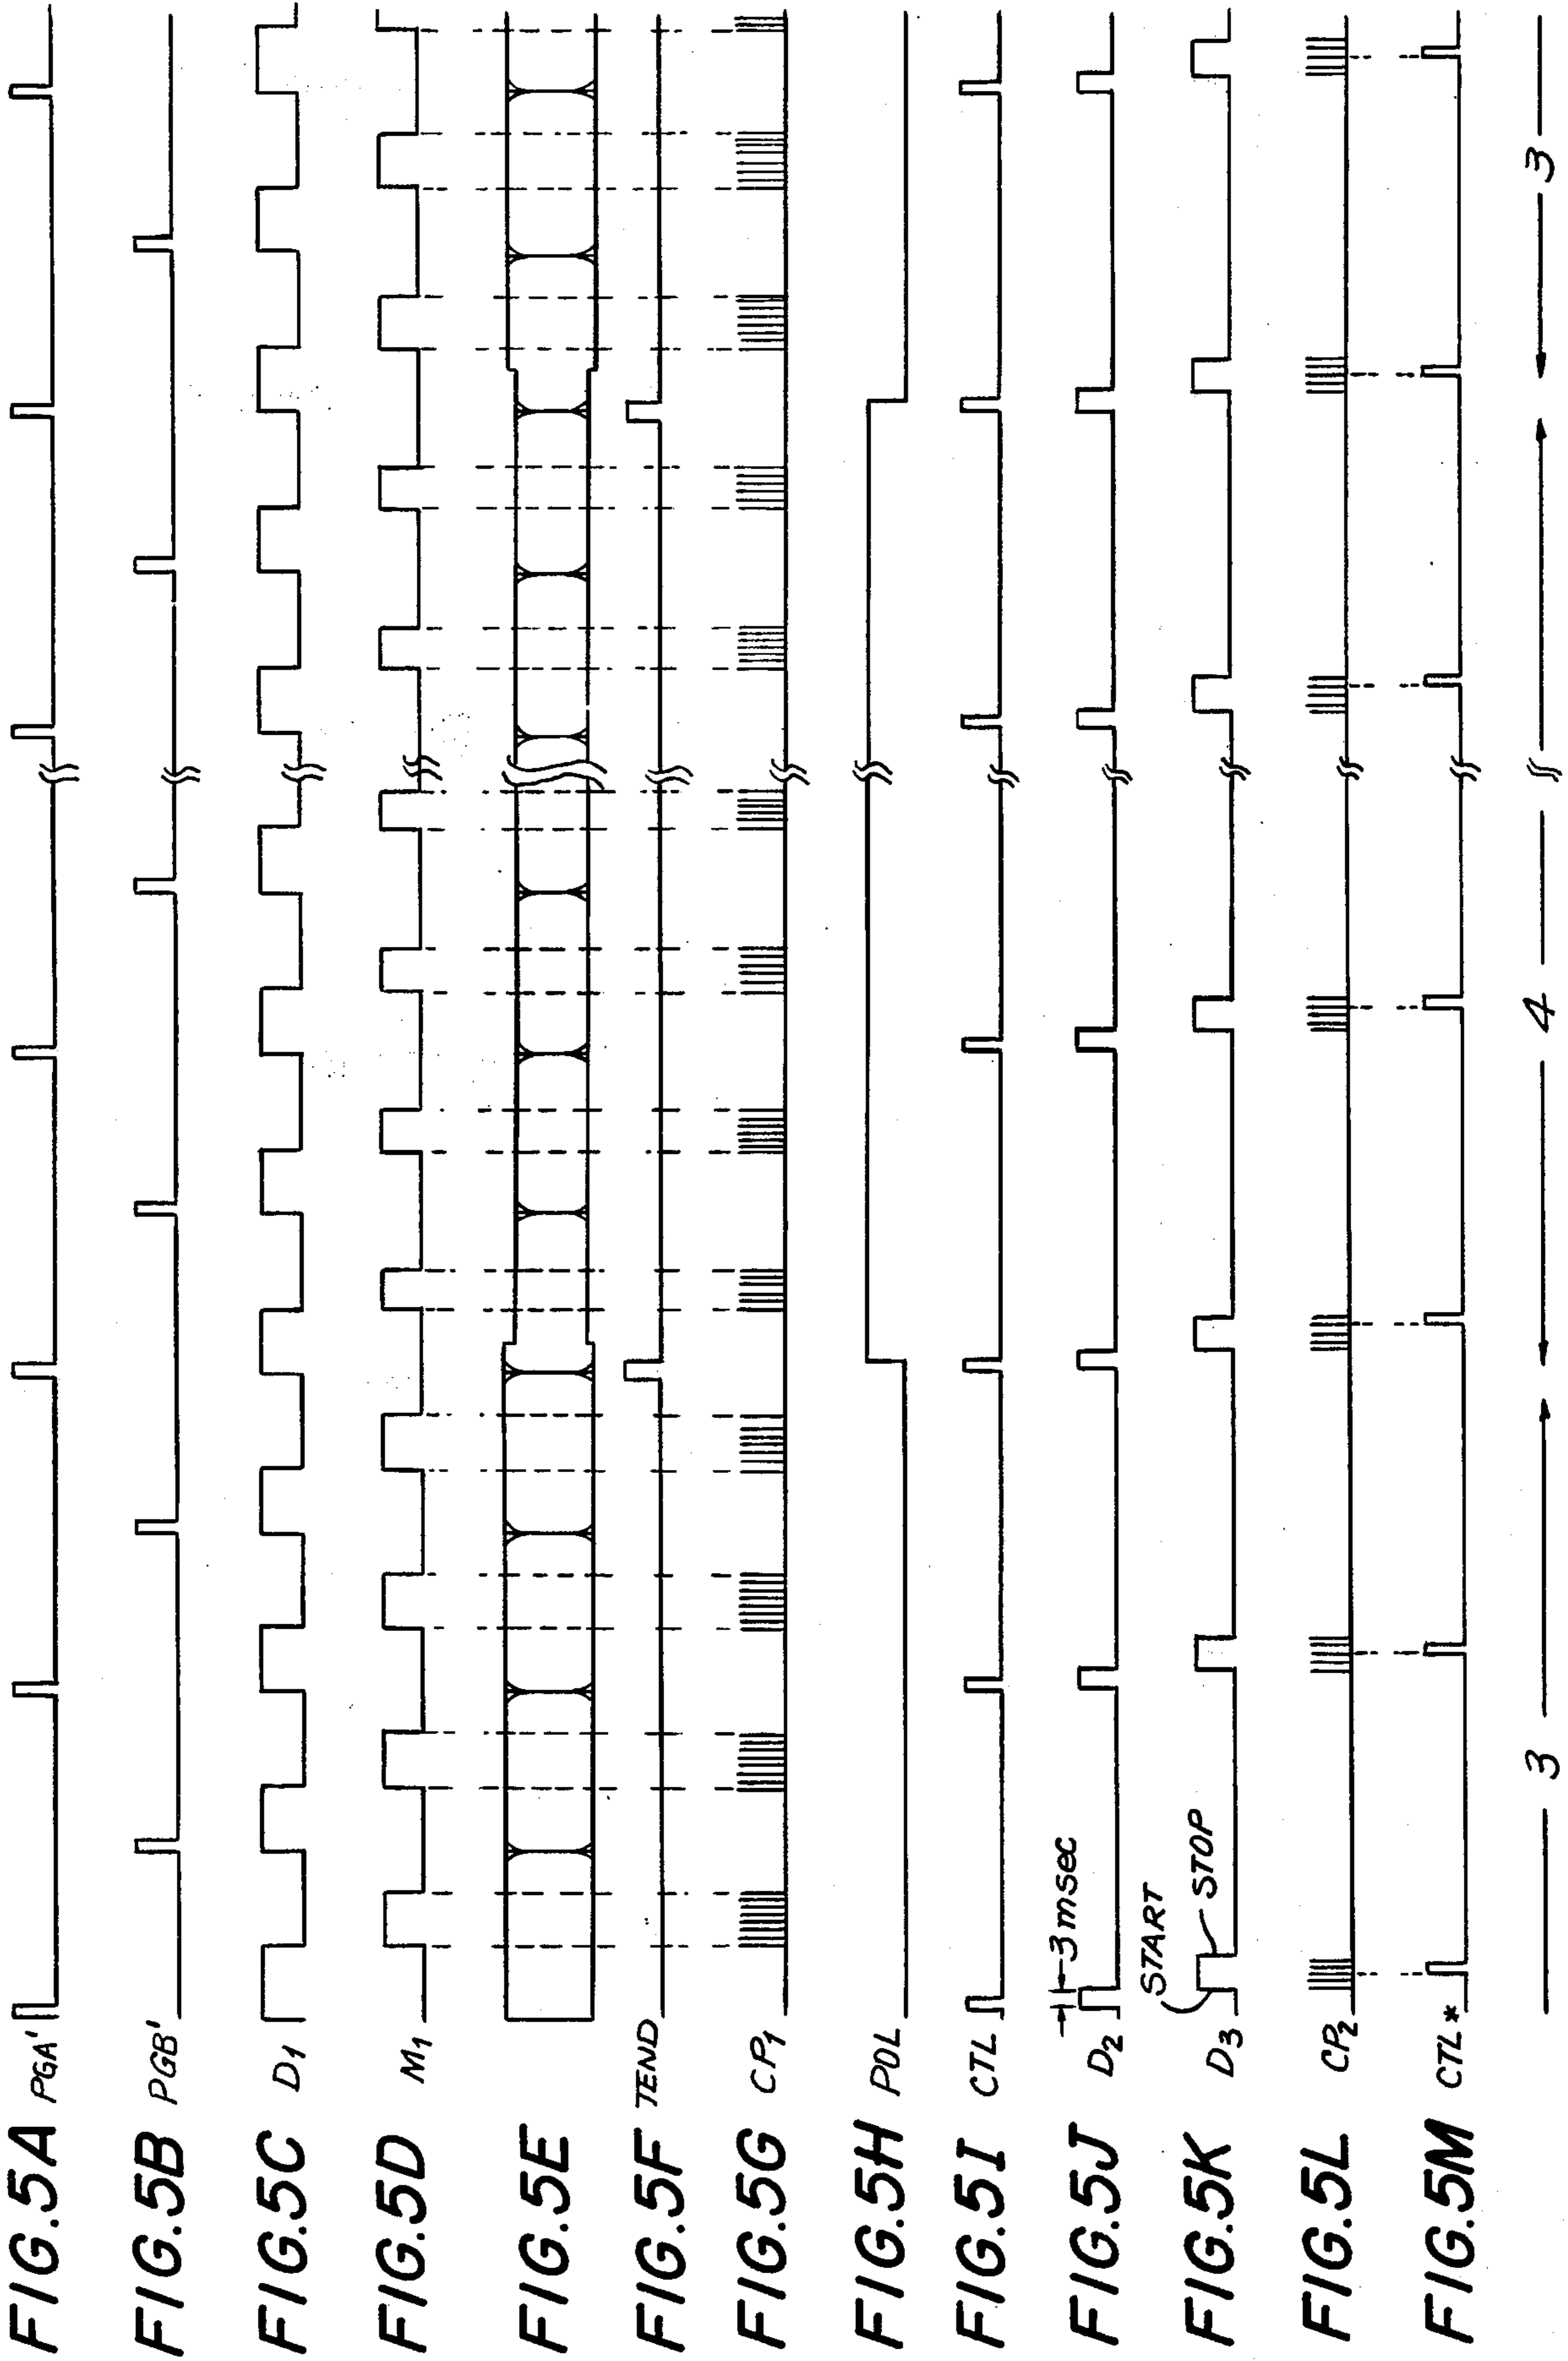 FIG.5A PGA'
FIG.5B PGB'
FIG.5C D1
FIG.5D M1
FIG.5E
FIG.5F TEND
FIG.5G CP1
FIG.5H POL
FIG.5I CTL
FIG.5J D2 3msec
FIG.5K D3 START STOP
FIG.5L CP2
FIG.5M CTL*
3 4 3